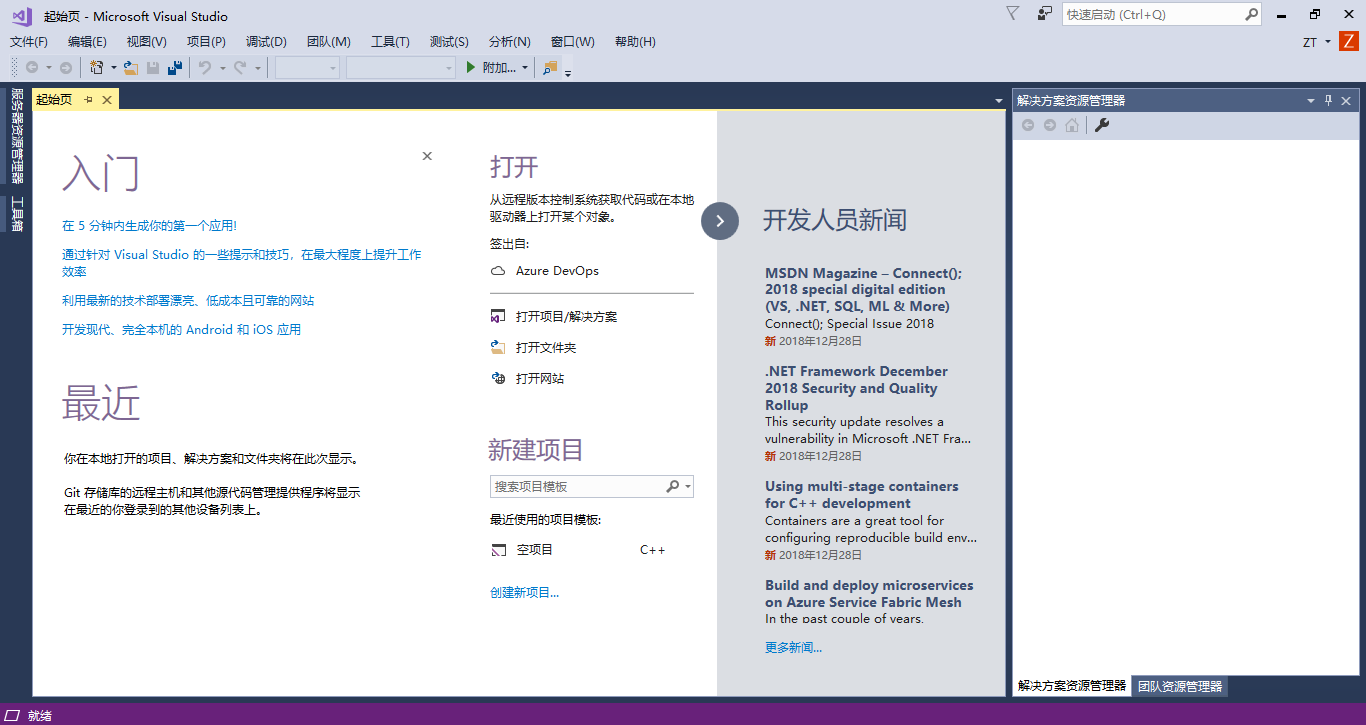 起始页 - Microsoft Visual Studio
快速启动 (Ctrl+Q)
文件(F) 编辑(E) 视图(V) 项目(P) 调试(D) 团队(M) 工具(T) 测试(S) 分析(N) 窗口(W) 帮助(H)
ZT
Z
附加...
服务器资源管理器
工具箱
起始页
入门
在 5 分钟内生成你的第一个应用!
通过针对 Visual Studio 的一些提示和技巧，在最大程度上提升工作
效率
利用最新的技术部署漂亮、低成本且可靠的网站
开发现代、完全本机的 Android 和 iOS 应用
最近
你在本地打开的项目、解决方案和文件夹将在此次显示。
Git 存储库的远程主机和其他源代码管理提供程序将显示
在最近的你登录到的其他设备列表上。
打开
从远程版本控制系统获取代码或在本地
驱动器上打开某个对象。
签出自:
Azure DevOps
打开项目/解决方案
打开文件夹
打开网站
新建项目
搜索项目模板
最近使用的项目模板:
空项目 C++
创建新项目...
开发人员新闻
MSDN Magazine – Connect();
2018 special digital edition
(VS, .NET, SQL, ML & More)
Connect(); Special Issue 2018
新 2018年12月28日
.NET Framework December
2018 Security and Quality
Rollup
This security update resolves a
vulnerability in Microsoft .NET Fra...
新 2018年12月28日
Using multi-stage containers
for C++ development
Containers are a great tool for
configuring reproducible build env...
新 2018年12月28日
Build and deploy microservices
on Azure Service Fabric Mesh
In the past couple of years,
更多新闻...
解决方案资源管理器
解决方案资源管理器 团队资源管理器
就绪